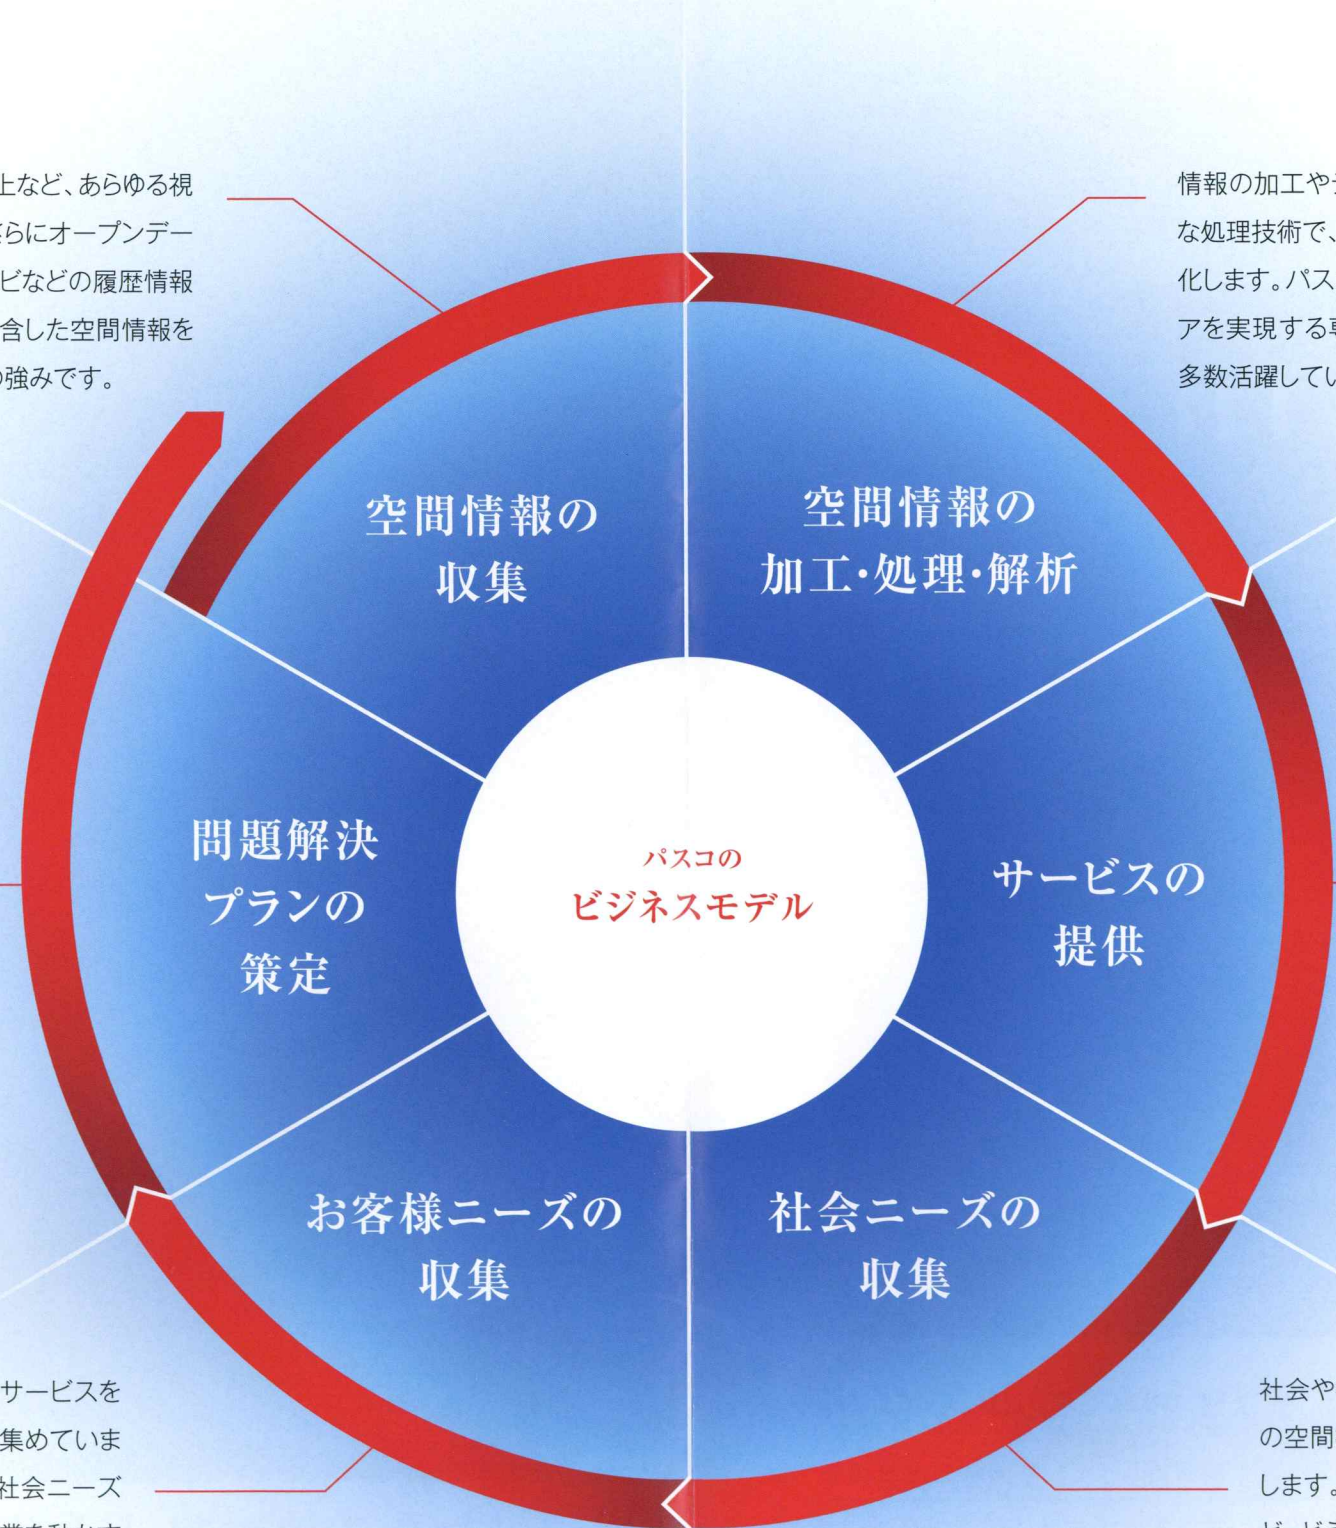 上など、あらゆる視
さらにオープンデー
ビなどの履歴情報
含した空間情報を
の強みです。
情報の加工や
な処理技術で、
化します。パス
アを実現する
多数活躍してい
空間情報の
収集
空間情報の
加工・処理・解析
問題解決
プランの
策定
パスコの
ビジネスモデル
サービスの
提供
お客様ニーズの
収集
社会ニーズの
収集
サービスを
集めていま
社会ニーズ
社会や
の空間
します。